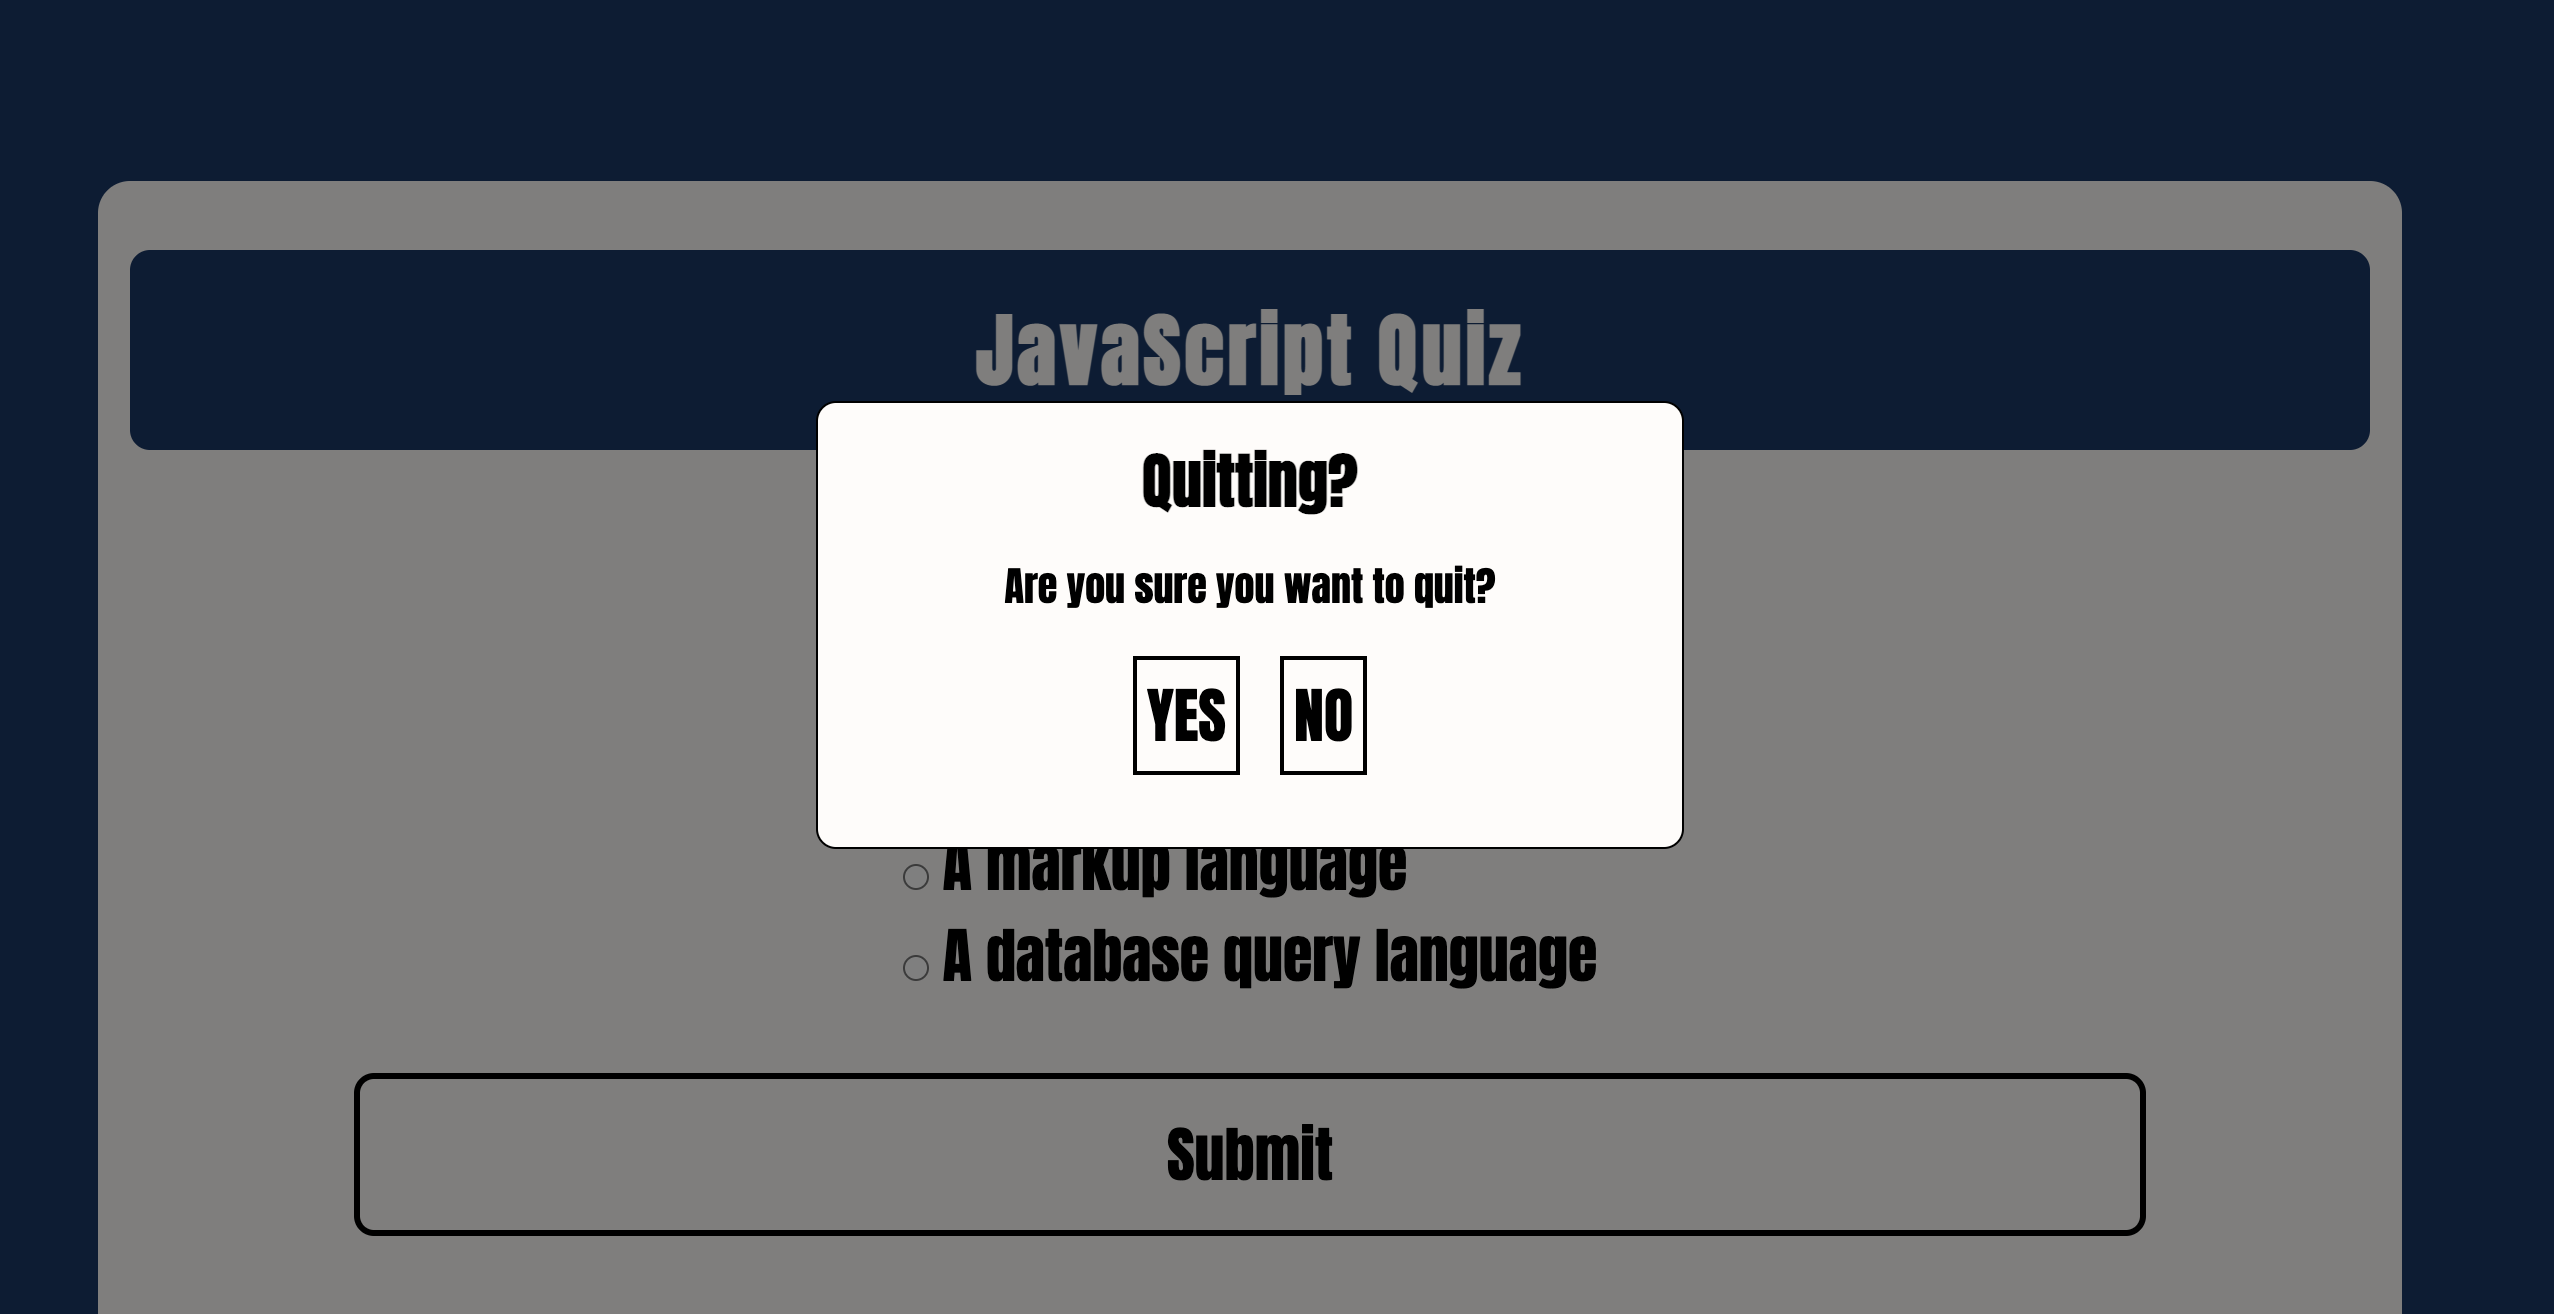 JavaScript Quiz
Quitting?
Are you sure you want to quit?
YES NO
A markup language
A database query language
Submit